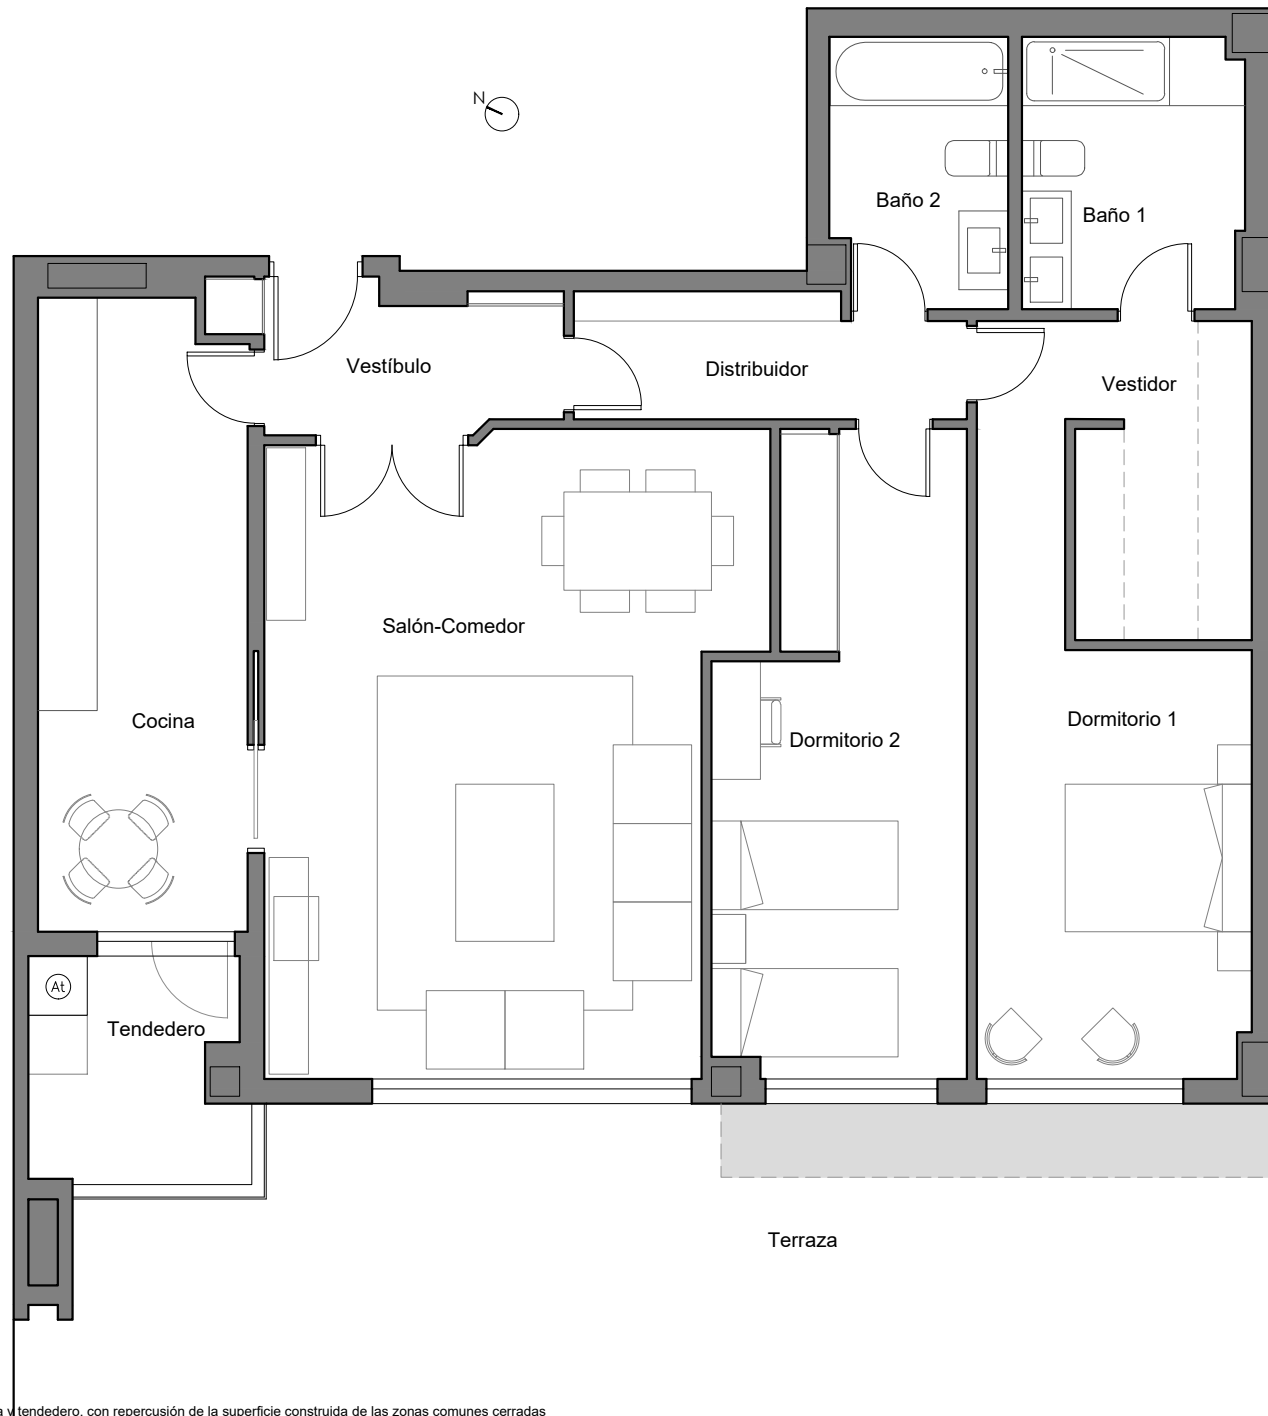 N
Baño 2
Baño 1
Vestíbulo
Distribuidor
Vestidor
Salón-Comedor
Cocina
Dormitorio 2
Dormitorio 1
At
Tendedero
Terraza
y tendedero, con repercusión de la superficie construida de las zonas comunes cerradas